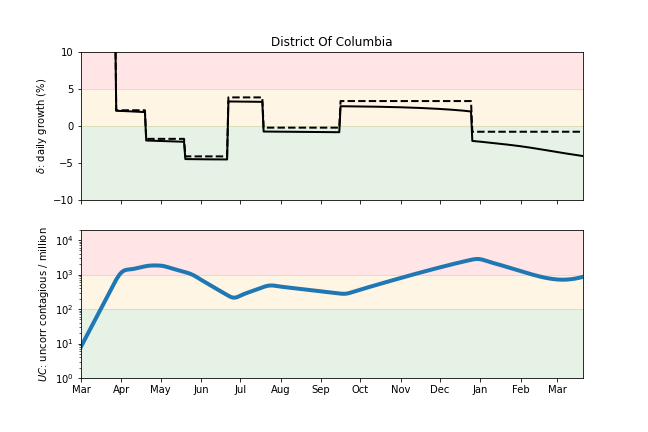 District Of Columbia
10
5
0
−5
−10
δ: daily growth (%)
10⁴
10³
10²
10¹
10⁰
UC: uncorr contagious / million
Mar Apr May Jun Jul Aug Sep Oct Nov Dec Jan Feb Mar